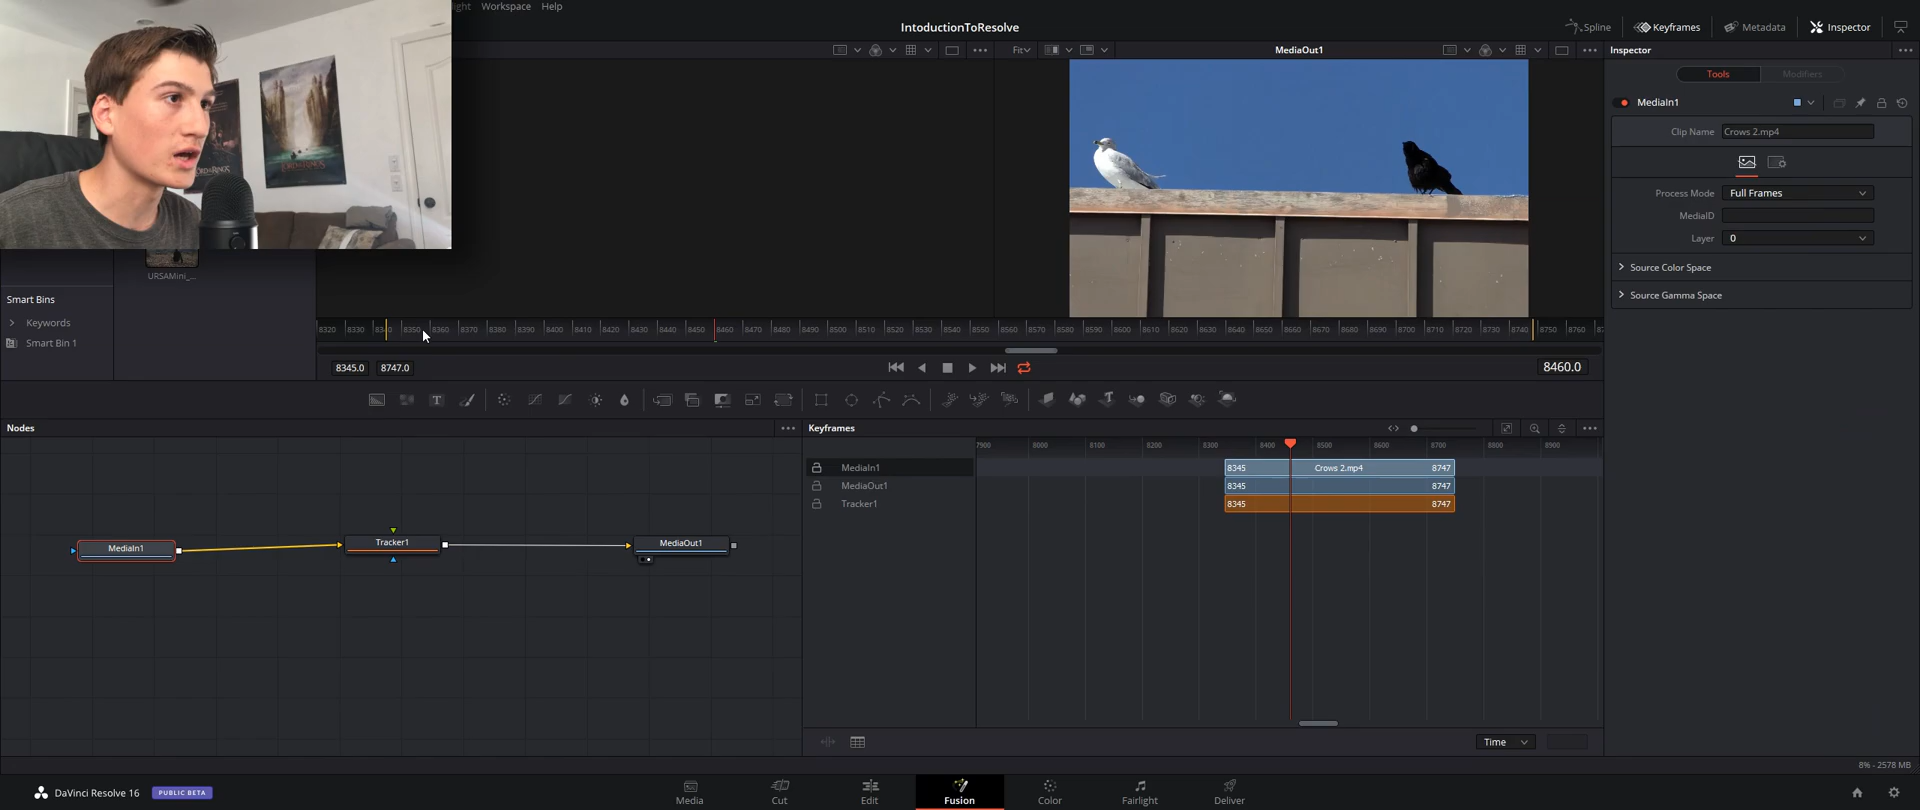 light Workspace Help
IntoductionToResolve
Spline Keyframes Metadata Inspector
Fit MediaOut1 Inspector
Tools Modifiers
MediaIn1
Clip Name Crows 2.mp4
Process Mode Full Frames
MediaID
Layer 0
Source Color Space
Source Gamma Space
LORD OF THE RINGS
URSAMini_...
Smart Bins
Keywords
Smart Bin 1
8320 8330 8340 8350 8360 8370 8380 8390 8400 8410 8420 8430 8440 8450 8460 8470 8480 8490 8500 8510 8520 8530 8540 8550 8560 8570 8580 8590 8600 8610 8620 8630 8640 8650 8660 8670 8680 8690 8700 8710 8720 8730 8740 8750 8760
8345.0 8747.0 8460.0
Nodes Keyframes
7900 8000 8100 8200 8300 8400 8500 8600 8700 8800 8900
MediaIn1 8345 Crows 2.mp4 8747
MediaOut1 8345 8747
Tracker1 8345 8747
MediaIn1 Tracker1 MediaOut1
Time
8% - 2578 MB
DaVinci Resolve 16 PUBLIC BETA
Media Cut Edit Fusion Color Fairlight Deliver